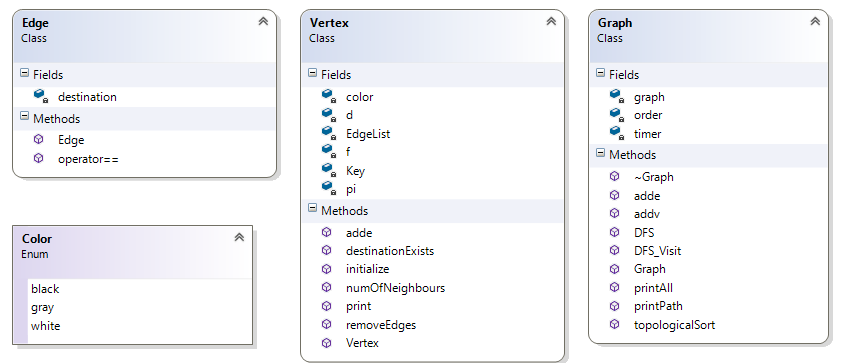 Edge
Class
Fields
destination
Methods
Edge
operator==
Color
Enum
black
gray
white
Vertex
Class
Fields
color
d
EdgeList
f
Key
pi
Methods
adde
destinationExists
initialize
numOfNeighbours
print
removeEdges
Vertex
Graph
Class
Fields
graph
order
timer
Methods
~Graph
adde
addv
DFS
DFS_Visit
Graph
printAll
printPath
topologicalSort